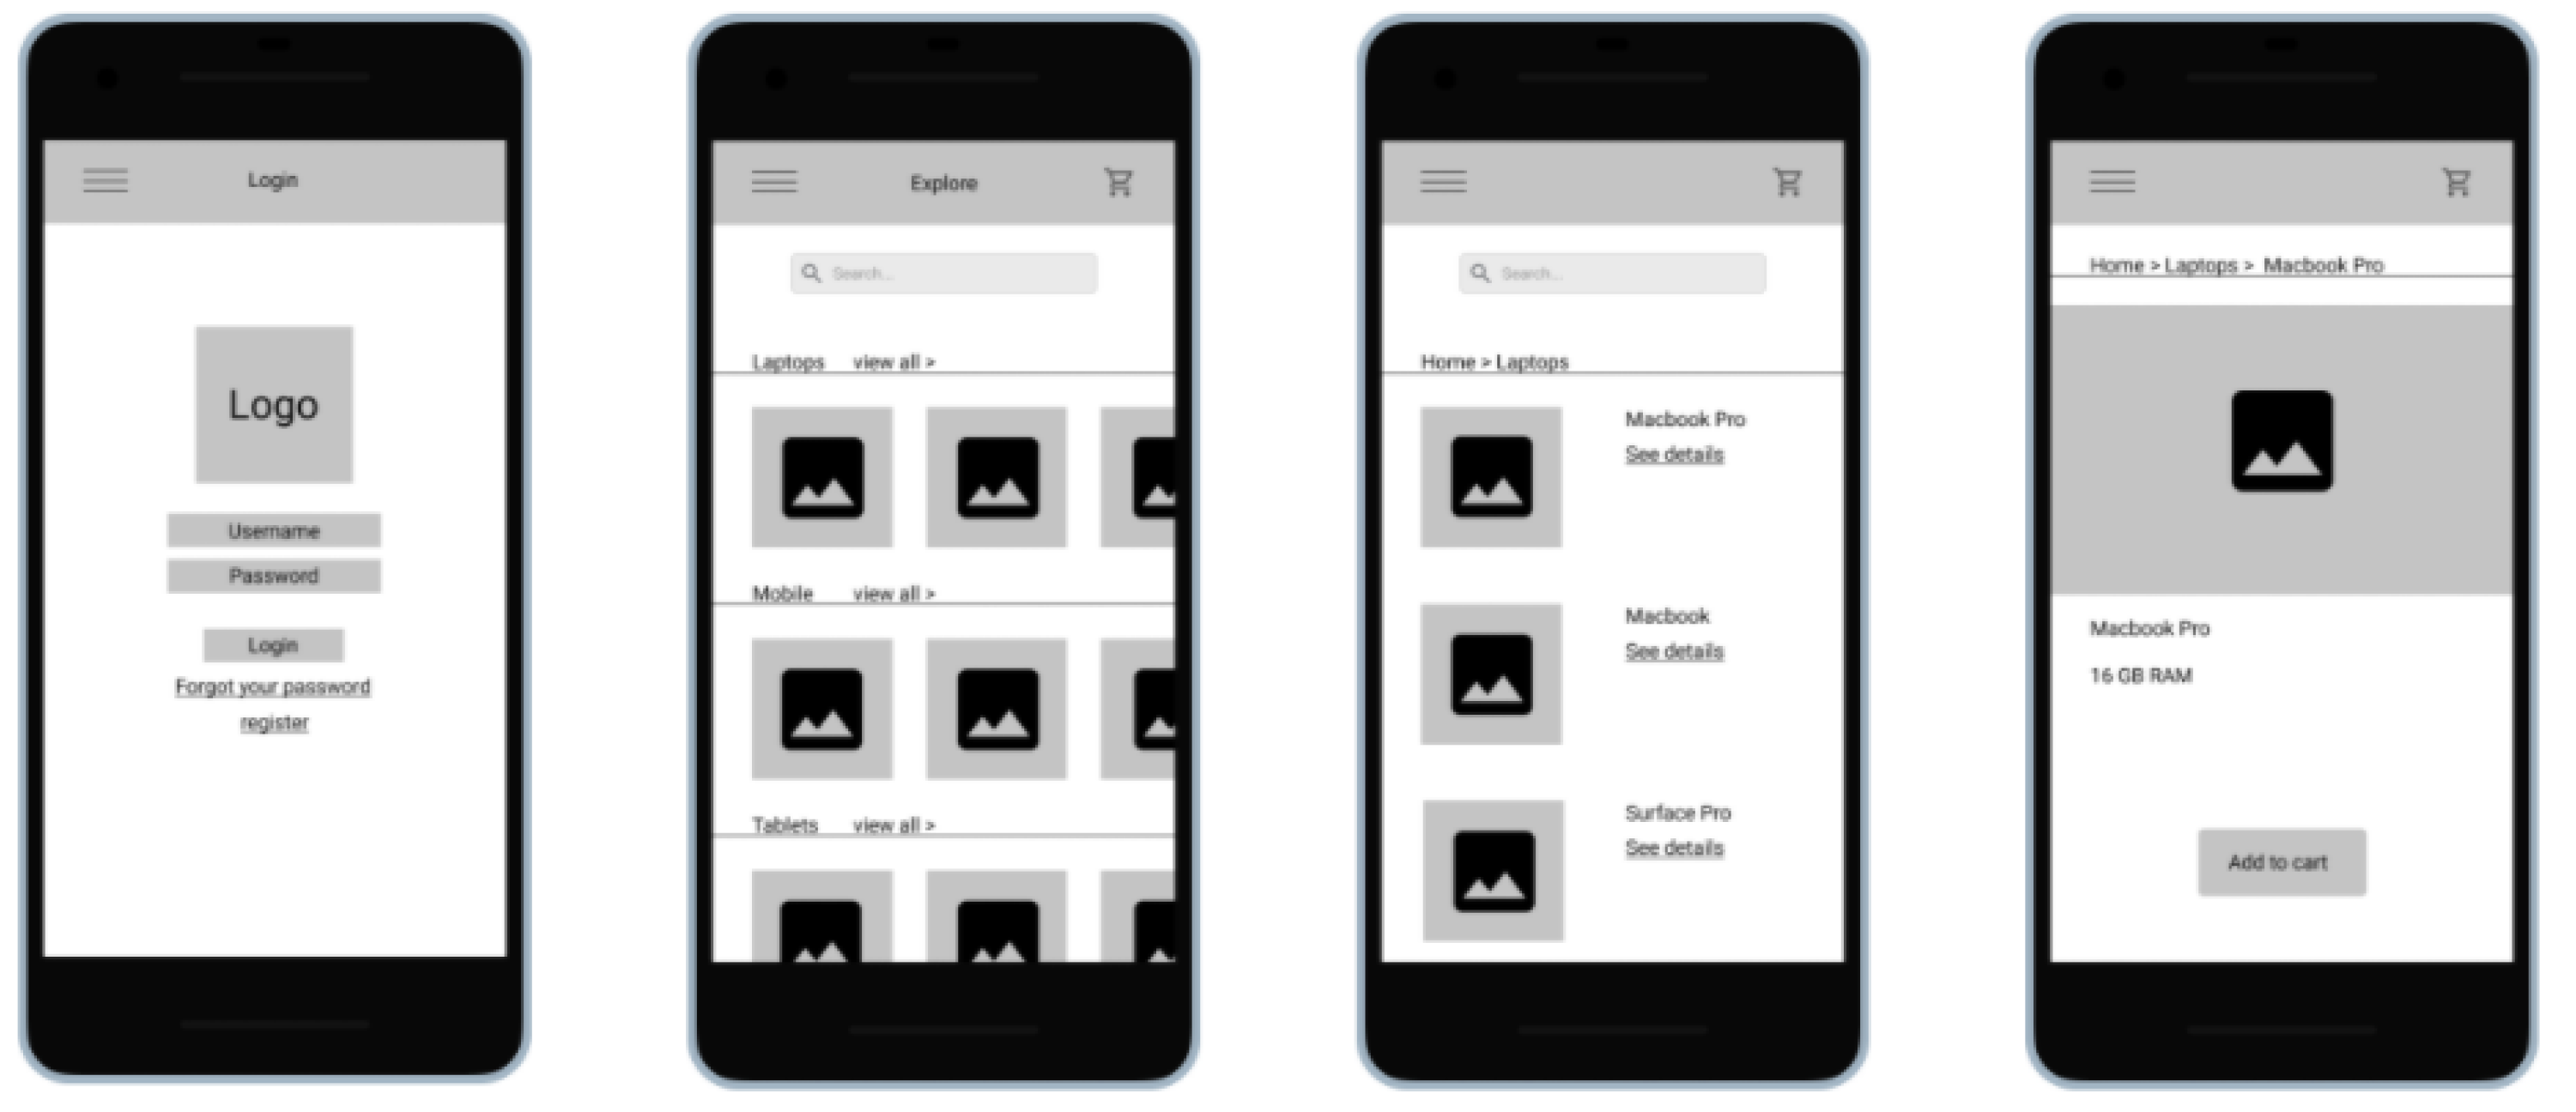 Login
Logo
Username
Password
Login
Forgot your password
register
Explore
Search...
Laptops view all >
Mobile view all >
Tablets view all >
Search...
Home > Laptops
Macbook Pro
See details
Macbook
See details
Surface Pro
See details
Home > Laptops > Macbook Pro
Macbook Pro
16 GB RAM
Add to cart